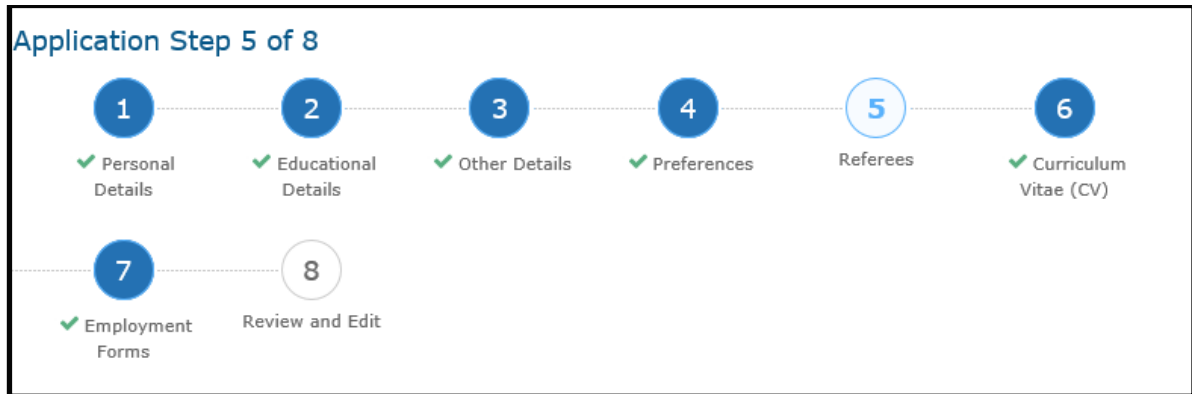 Application Step 5 of 8
1 2 3 4 5 6
Personal Educational Other Details Preferences Referees Curriculum
Details Details Vitae (CV)
7 8
Employment Review and Edit
Forms